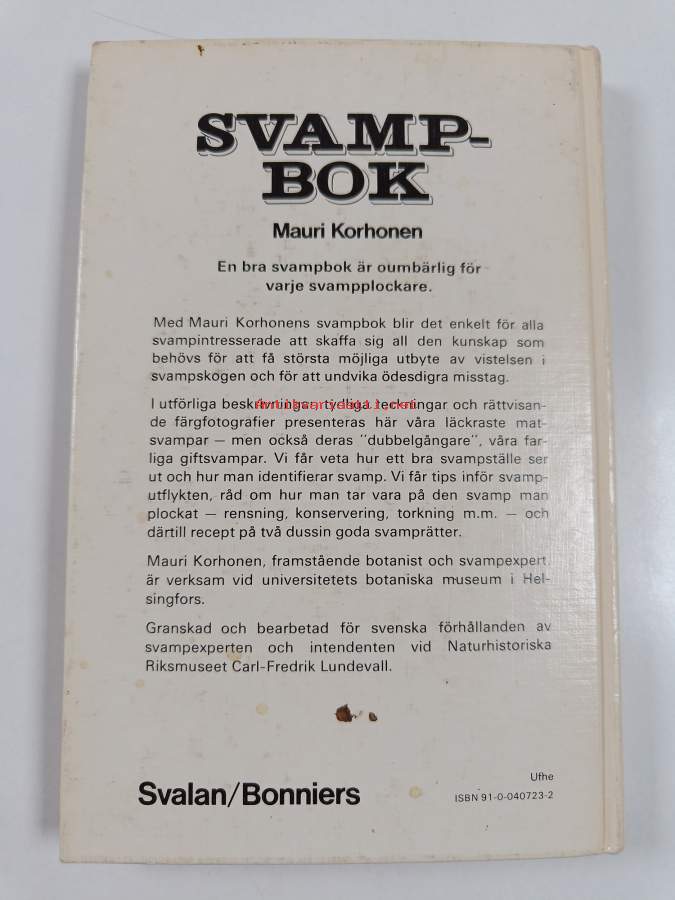 SVAMP-
BOK
Mauri Korhonen
En bra svampbok är oumbärlig för
varje svampplockare.
Med Mauri Korhonens svampbok blir det enkelt för alla
svampintresserade att skaffa sig all den kunskap som
behövs för att få största möjliga utbyte av vistelsen i
svampskogen och för att undvika ödesdigra misstag.
I utförliga beskrivningar, tydliga teckningar och rättvisan-
de färgfotografier presenteras här våra läckraste mat-
svampar — men också deras "dubbelgångare", våra far-
liga giftsvampar. Vi får veta hur ett bra svampställe ser
ut och hur man identifierar svamp. Vi får tips inför svamp-
utflykten, råd om hur man tar vara på den svamp man
plockat — rensning, konservering, torkning m.m. — och
därtill recept på två dussin goda svamprätter.
Mauri Korhonen, framstående botanist och svampexpert,
är verksam vid universitetets botaniska museum i Hel-
singfors.
Granskad och bearbetad för svenska förhållanden av
svampexperten och intendenten vid Naturhistoriska
Riksmuseet Carl-Fredrik Lundevall.
Svalan/Bonniers
Ufhe
ISBN 91-0-040723-2